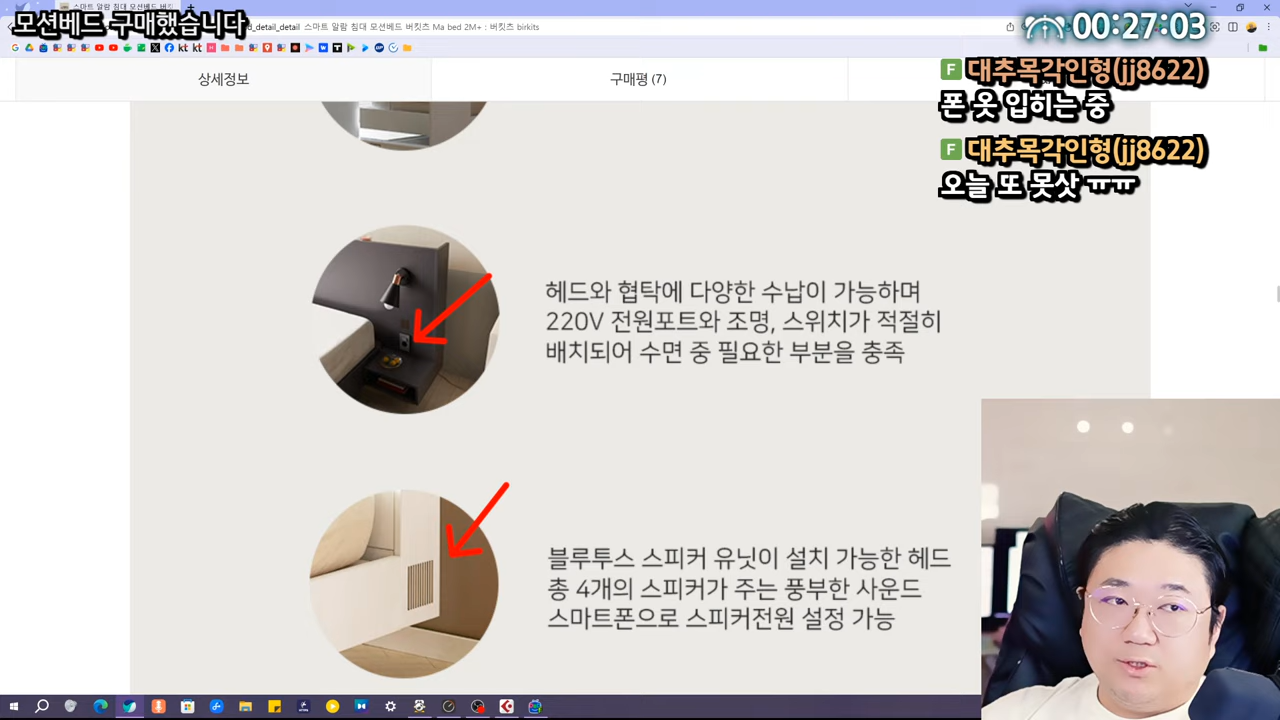 모션베드 구매했습니다
d_detail_detail 스마트 알람 침대 모션베드 버킷츠 Ma bed 2M+ : 버킷츠 birkits
00:27:03
상세정보
구매평 (7)
F 대추목각인형(jj8622)
폰 옷 입히는 중
F 대추목각인형(jj8622)
오늘 또 못삿 ㅠㅠ
헤드와 협탁에 다양한 수납이 가능하며
220V 전원포트와 조명, 스위치가 적절히
배치되어 수면 중 필요한 부분을 충족
블루투스 스피커 유닛이 설치 가능한 헤드
총 4개의 스피커가 주는 풍부한 사운드
스마트폰으로 스피커전원 설정 가능